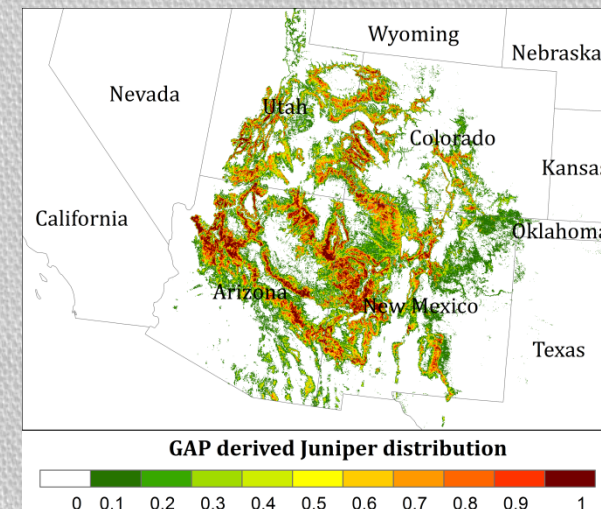 Wyoming
Nebraska
Nevada
Utah
Colorado
Kansas
California
Oklahoma
Arizona
New Mexico
Texas
GAP derived Juniper distribution
0 0.1 0.2 0.3 0.4 0.5 0.6 0.7 0.8 0.9 1